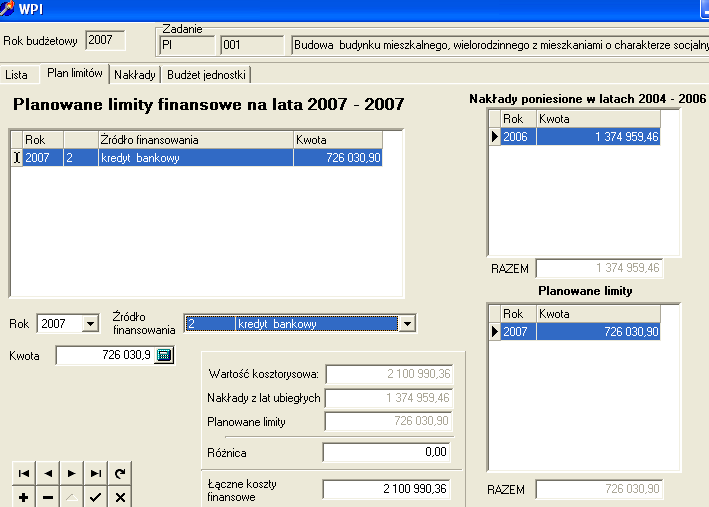 WPI
Rok budżetowy 2007 Zadanie PI 001 Budowa budynku mieszkalnego, wielorodzinnego z mieszkaniami o charakterze socjalny
Lista Plan limitów Nakłady Budżet jednostki
Planowane limity finansowe na lata 2007 - 2007
Rok Źródło finansowania Kwota
2007 2 kredyt bankowy 726 030,90
Nakłady poniesione w latach 2004 - 2006
Rok Kwota
2006 1 374 959,46
RAZEM 1 374 959,46
Planowane limity
Rok Kwota
2007 726 030,90
RAZEM 726 030,90
Rok 2007 Źródło finansowania 2 kredyt bankowy
Kwota 726 030,9
Wartość kosztorysowa: 2 100 990,36
Nakłady z lat ubiegłych 1 374 959,46
Planowane limity 726 030,90
Różnica 0,00
Łączne koszty finansowe 2 100 990,36